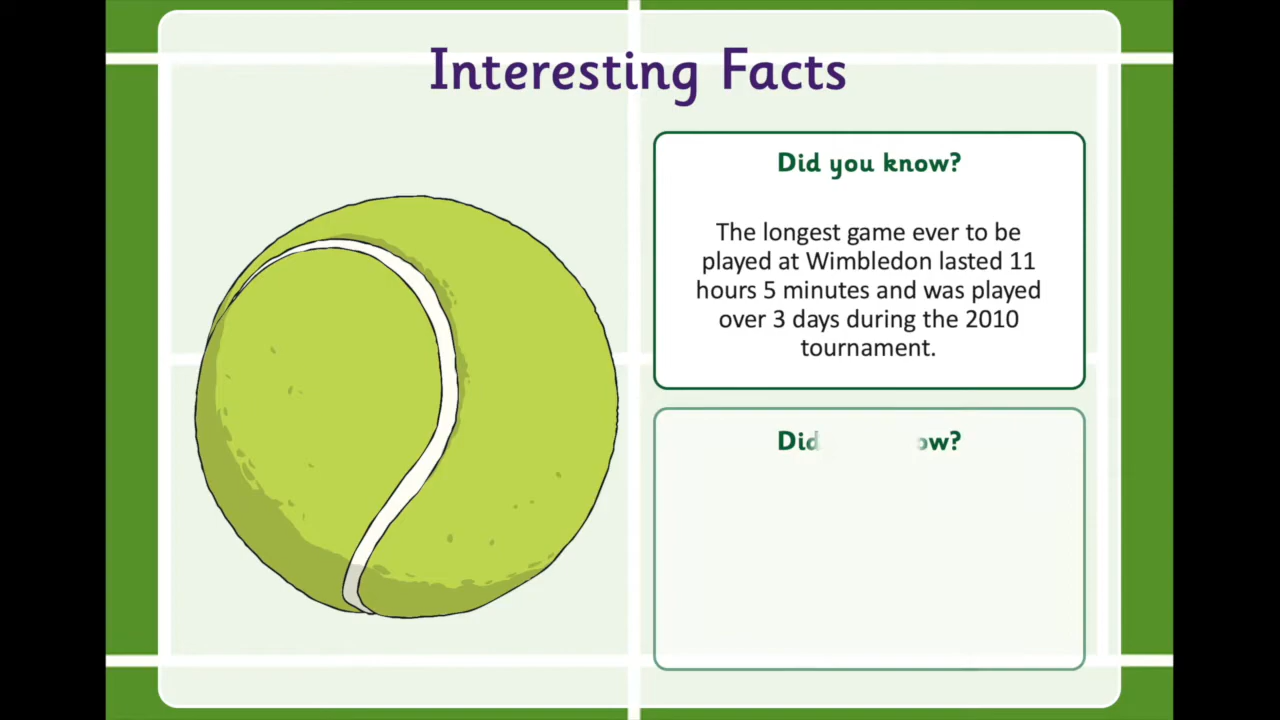 Interesting Facts
Did you know?
The longest game ever to be
played at Wimbledon lasted 11
hours 5 minutes and was played
over 3 days during the 2010
tournament.
Did